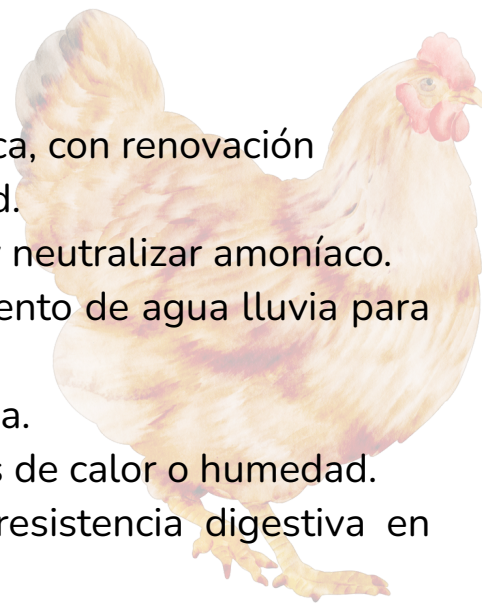 ca, con renovación
d.
r neutralizar amoníaco.
ento de agua lluvia para
a.
s de calor o humedad.
resistencia digestiva en